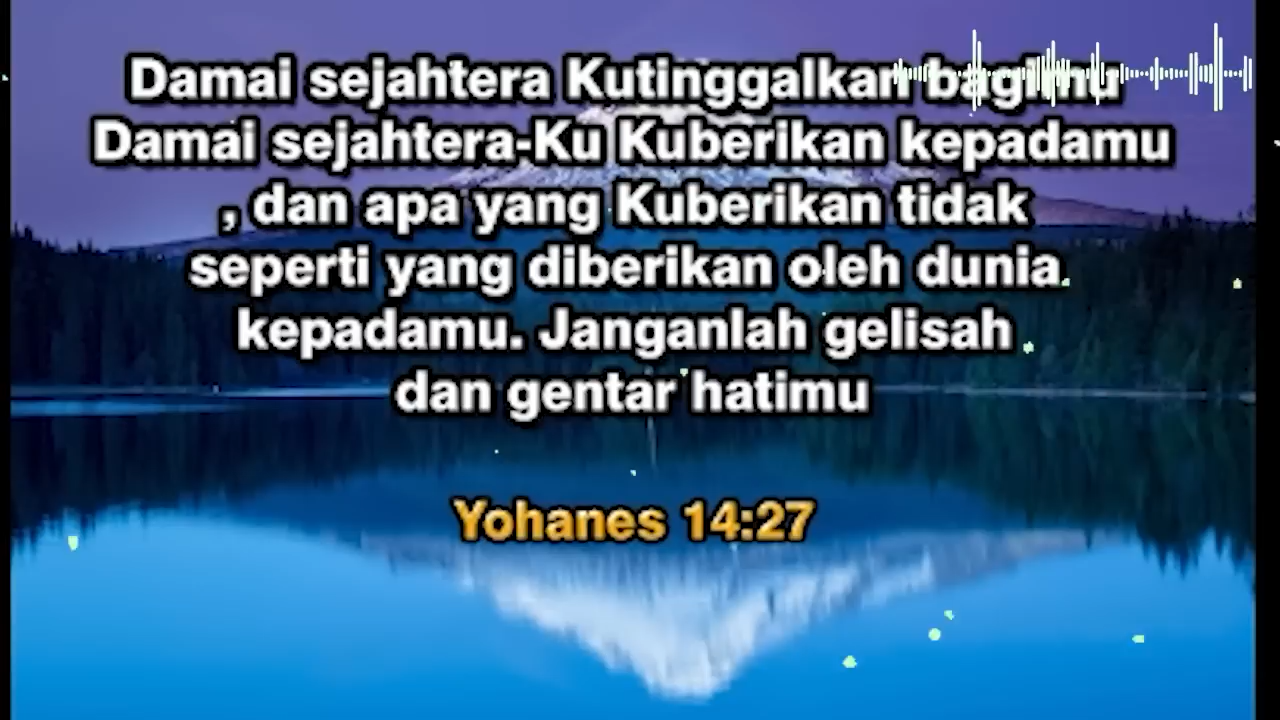 Damai sejahtera Kutinggalkan bagimu
Damai sejahtera-Ku Kuberikan kepadamu
, dan apa yang Kuberikan tidak
seperti yang diberikan oleh dunia
kepadamu. Janganlah gelisah
dan gentar hatimu
Yohanes 14:27